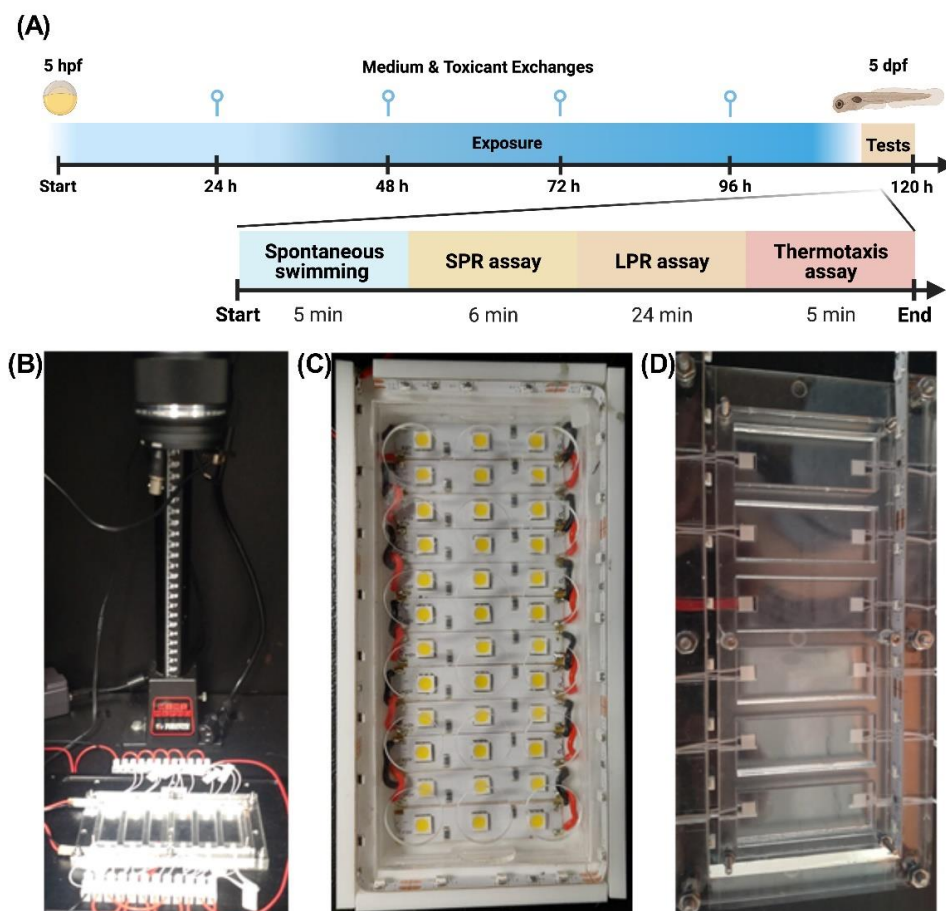 (A)
5 hpf
Medium & Toxicant Exchanges
5 dpf
Exposure
Tests
Start
24 h
48 h
72 h
96 h
120 h
Spontaneous
swimming
SPR assay
LPR assay
Thermotaxis
assay
Start
5 min
6 min
24 min
5 min
End
(B)
(C)
(D)